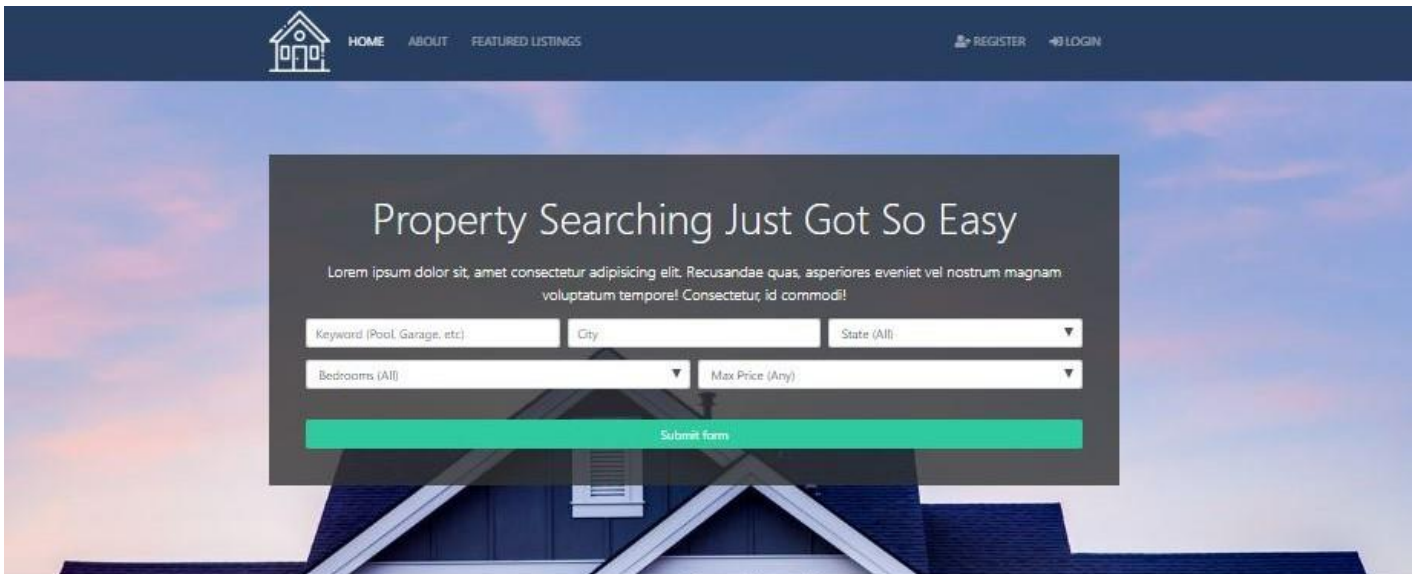 HOME ABOUT FEATURED LISTINGS REGISTER LOGIN
Property Searching Just Got So Easy
Lorem ipsum dolor sit, amet consectetur adipisicing elit. Recusandae quas, asperiores eveniet vel nostrum magnam
voluptatum tempore! Consectetur, id commodi!
Keyword (Pool, Garage, etc) City State (All)
Bedrooms (All) Max Price (Any)
Submit form